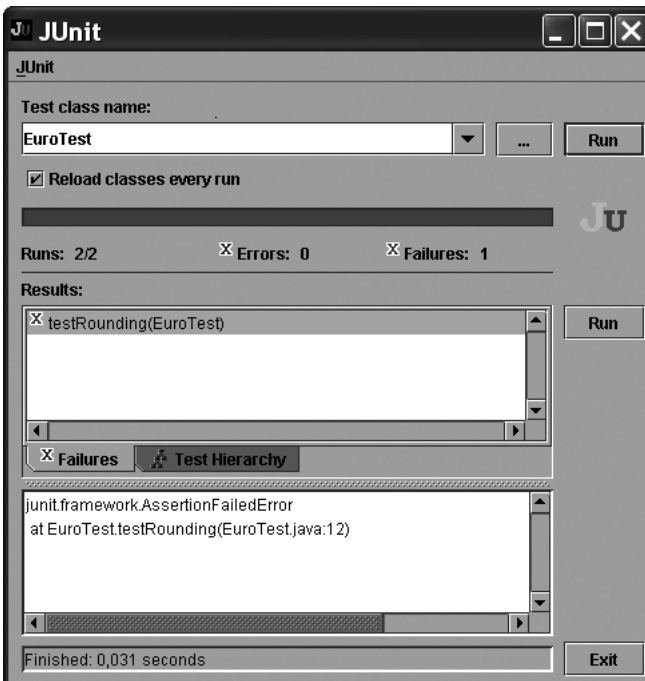 JU JUnit
JUnit
Test class name:
EuroTest ... Run
Reload classes every run
JU
Runs: 2/2 X Errors: 0 X Failures: 1
Results:
X testRounding(EuroTest) Run
X Failures Test Hierarchy
junit.framework.AssertionFailedError
at EuroTest.testRounding(EuroTest.java:12)
Finished: 0,031 seconds Exit